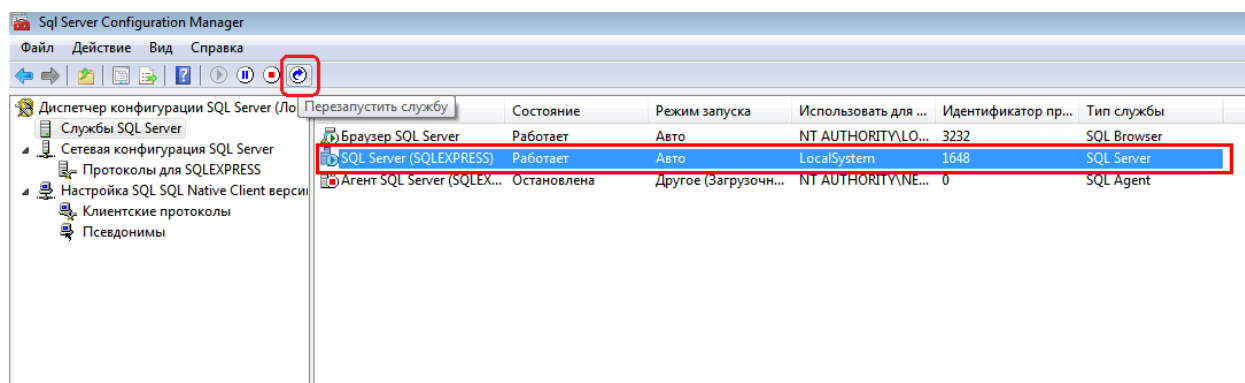 Sql Server Configuration Manager
Файл Действие Вид Справка
Перезапустить службу
Диспетчер конфигурации SQL Server (Ло
Службы SQL Server
Сетевая конфигурация SQL Server
Протоколы для SQLEXPRESS
Настройка SQL SQL Native Client верси
Клиентские протоколы
Псевдонимы
Состояние Режим запуска Использовать для ... Идентификатор пр... Тип службы
Браузер SQL Server Работает Авто NT AUTHORITY\LO... 3232 SQL Browser
SQL Server (SQLEXPRESS) Работает Авто LocalSystem 1648 SQL Server
Агент SQL Server (SQLEX... Остановлена Другое (Загрузочн... NT AUTHORITY\NE... 0 SQL Agent